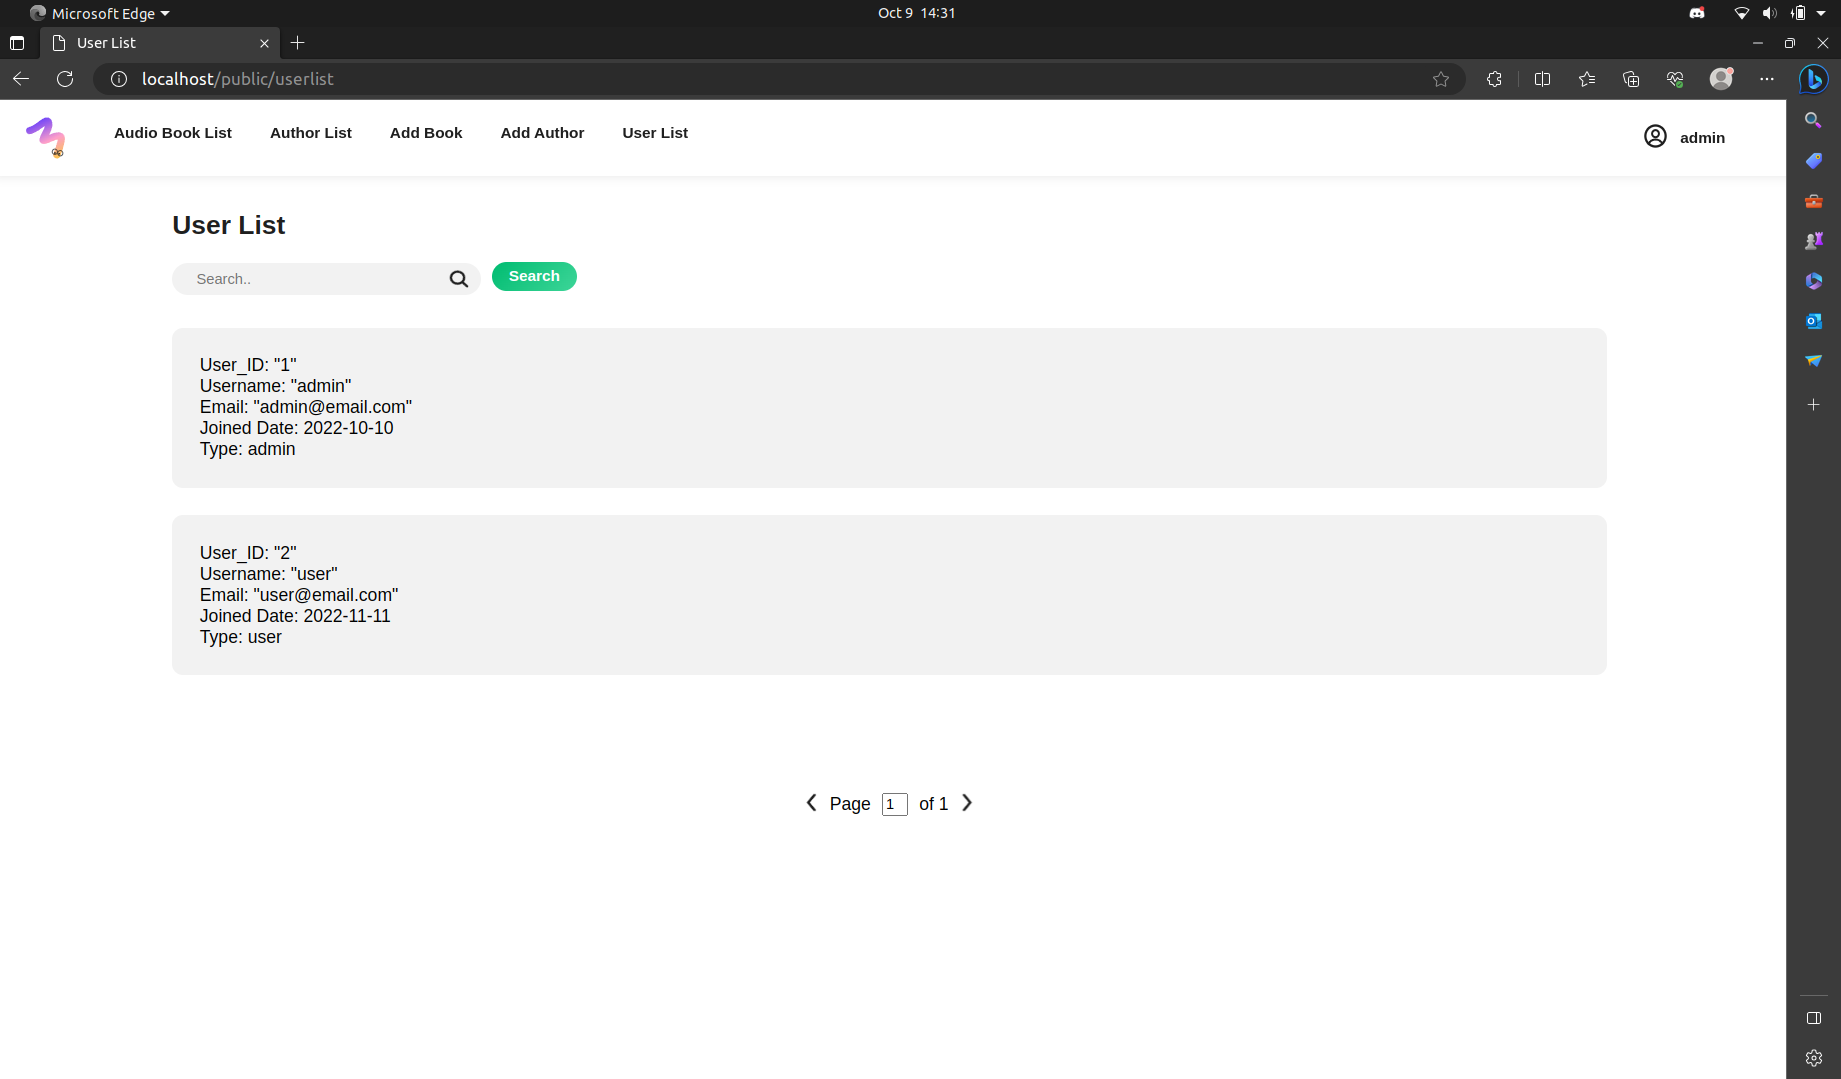 Microsoft Edge
Oct 9 14:31
User List
localhost/public/userlist
Audio Book List
Author List
Add Book
Add Author
User List
admin
User List
Search..
Search
User_ID: "1"
Username: "admin"
Email: "admin@email.com"
Joined Date: 2022-10-10
Type: admin
User_ID: "2"
Username: "user"
Email: "user@email.com"
Joined Date: 2022-11-11
Type: user
Page 1 of 1